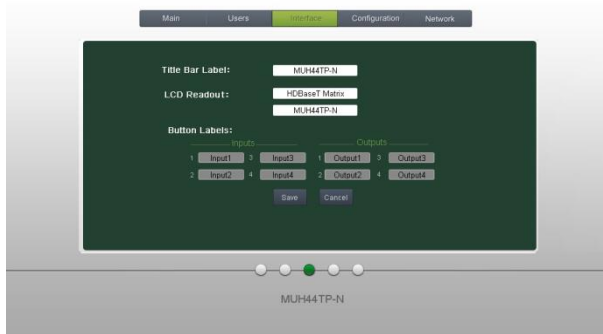 Main Users Interface Configuration Network
Title Bar Label: MUH44TP-N
LCD Readout: HDBaseT Matrix
MUH44TP-N
Button Labels:
Inputs Outputs
1 Input1 3 Input3 1 Output1 3 Output3
2 Input2 4 Input4 2 Output2 4 Output4
Save Cancel
MUH44TP-N